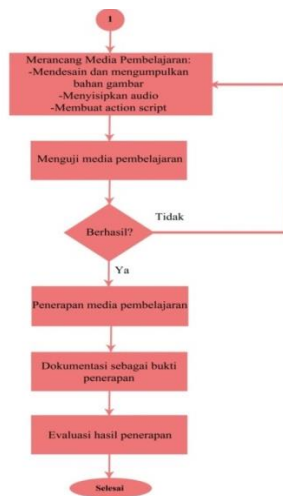 1
Merancang Media Pembelajaran:
-Mendesain dan mengumpulkan
bahan gambar
-Menyisipkan audio
-Membuat action script
Menguji media pembelajaran
Berhasil?
Tidak
Ya
Penerapan media pembelajaran
Dokumentasi sebagai bukti
penerapan
Evaluasi hasil penerapan
Selesai